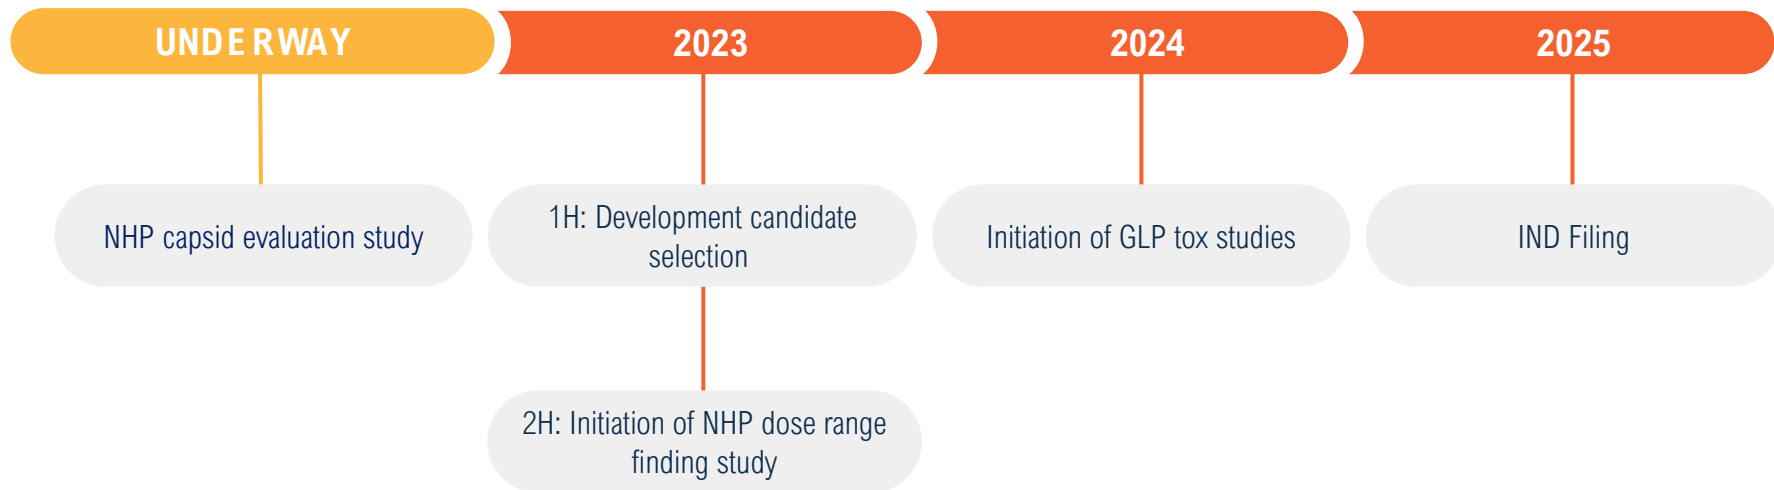 UNDERWAY
2023
2024
2025
NHP capsid evaluation study
1H: Development candidate
selection
Initiation of GLP tox studies
IND Filing
2H: Initiation of NHP dose range
finding study